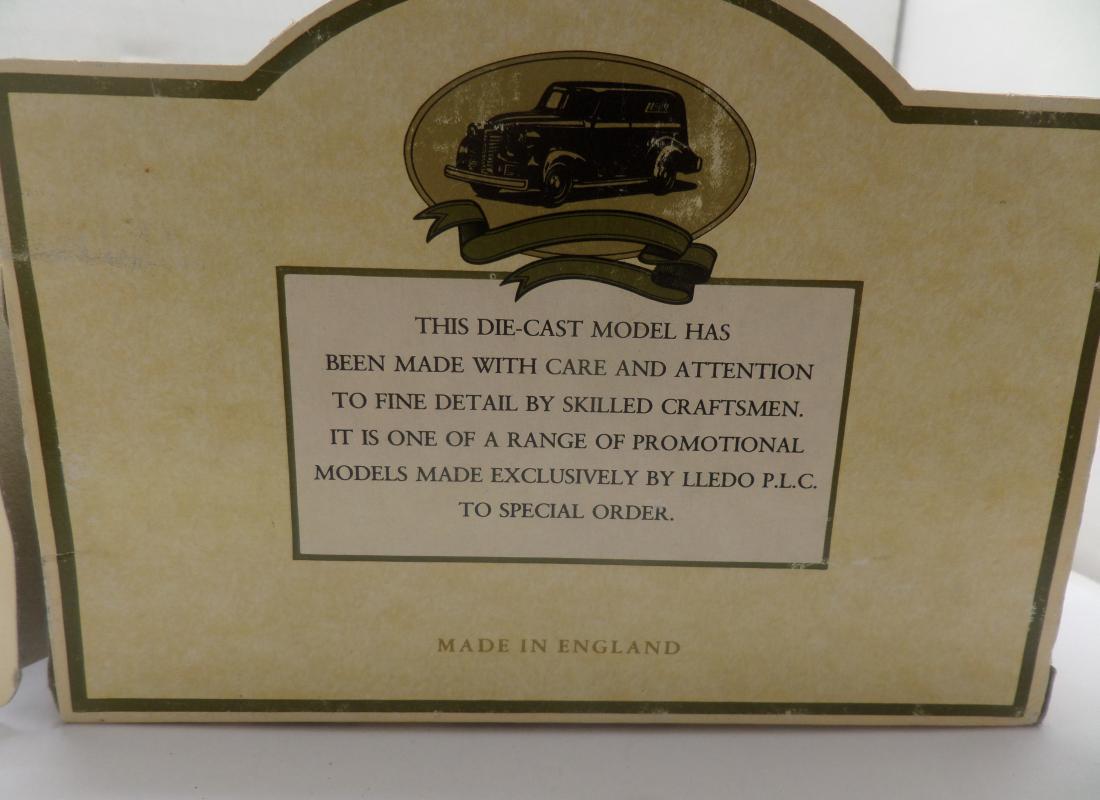 THIS DIE-CAST MODEL HAS
BEEN MADE WITH CARE AND ATTENTION
TO FINE DETAIL BY SKILLED CRAFTSMEN.
IT IS ONE OF A RANGE OF PROMOTIONAL
MODELS MADE EXCLUSIVELY BY LLEDO P.L.C.
TO SPECIAL ORDER.
MADE IN ENGLAND